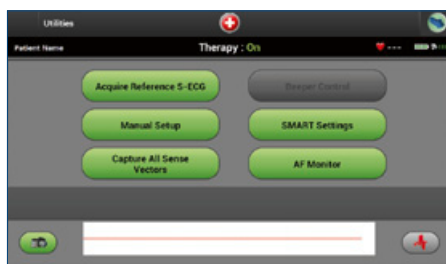 Utilities
Patient Name
Therapy : On
---
Acquire Reference S-ECG
Beeper Control
Manual Setup
SMART Settings
Capture All Sense
Vectors
AF Monitor